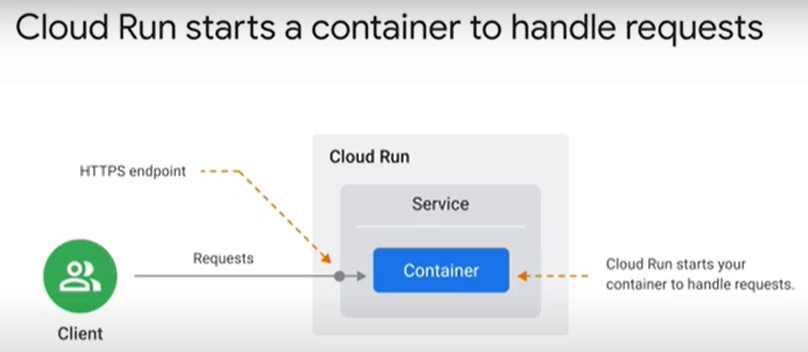 Cloud Run starts a container to handle requests
HTTPS endpoint
Cloud Run
Service
Requests
Container
Cloud Run starts your
container to handle requests.
Client